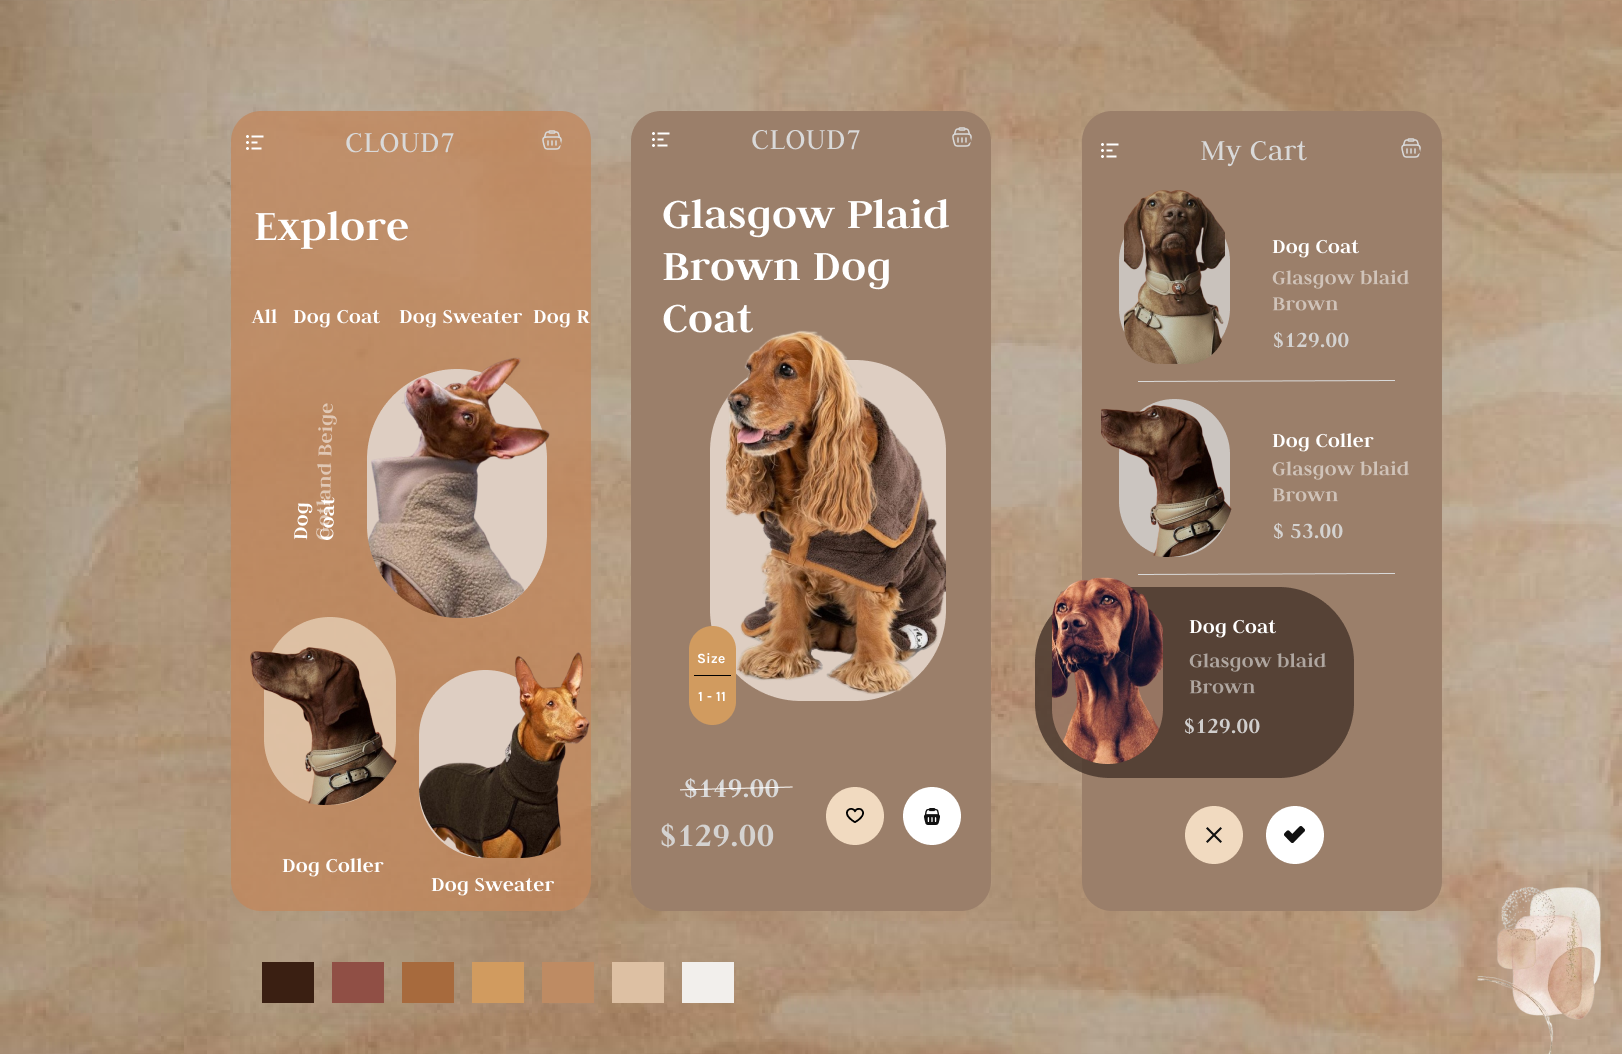 CLOUD7
Explore
All Dog Coat Dog Sweater Dog R
Dog
Coat
and Beige
Dog Coller
Dog Sweater
CLOUD7
Glasgow Plaid
Brown Dog
Coat
Size
1 - 11
$149.00
$129.00
My Cart
Dog Coat
Glasgow blaid
Brown
$129.00
Dog Coller
Glasgow blaid
Brown
$ 53.00
Dog Coat
Glasgow blaid
Brown
$129.00